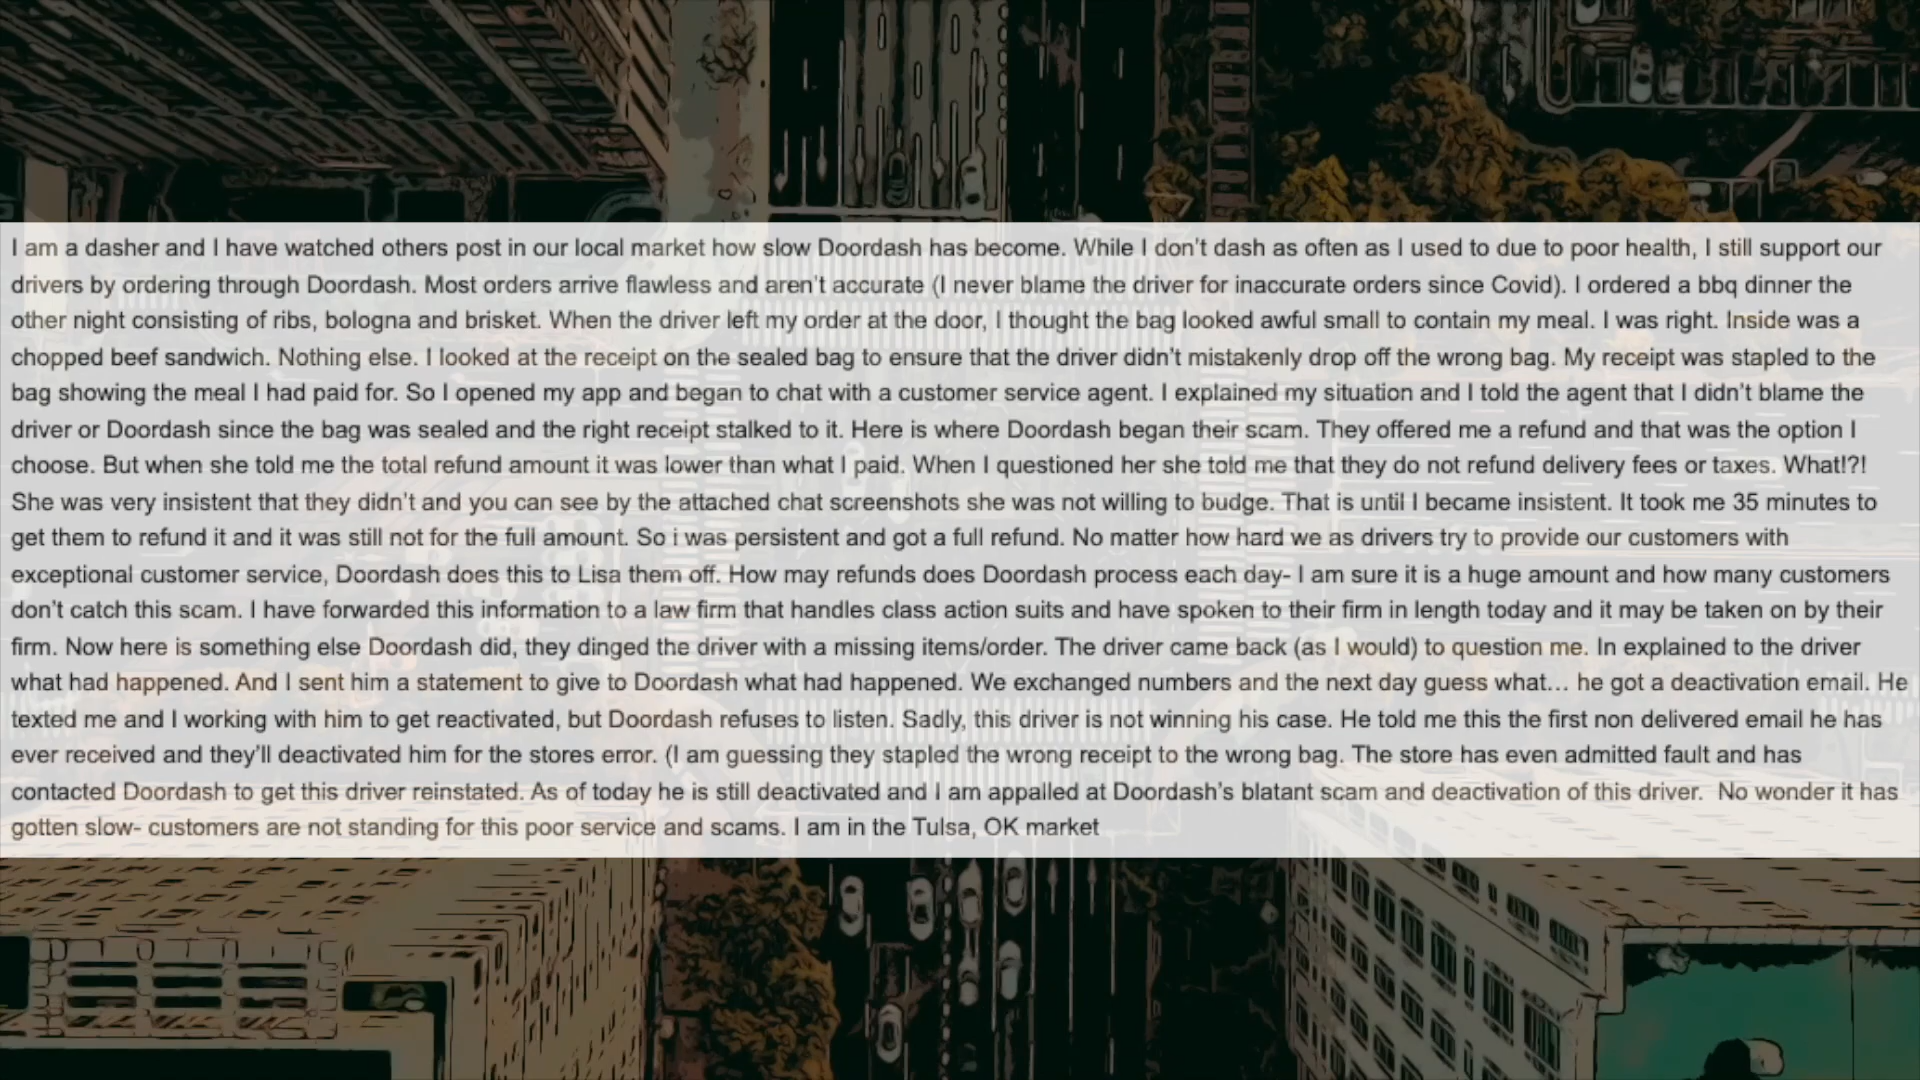 I am a dasher and I have watched others post in our local market how slow Doordash has become. While I don't dash as often as I used to due to poor health, I still support our
drivers by ordering through Doordash. Most orders arrive flawless and aren't accurate (I never blame the driver for inaccurate orders since Covid). I ordered a bbq dinner the
other night consisting of ribs, bologna and brisket. When the driver left my order at the door, I thought the bag looked awful small to contain my meal. I was right. Inside was a
chopped beef sandwich. Nothing else. I looked at the receipt on the sealed bag to ensure that the driver didn't mistakenly drop off the wrong bag. My receipt was stapled to the
bag showing the meal I had paid for. So I opened my app and began to chat with a customer service agent. I explained my situation and I told the agent that I didn't blame the
driver or Doordash since the bag was sealed and the right receipt stalked to it. Here is where Doordash began their scam. They offered me a refund and that was the option I
choose. But when she told me the total refund amount it was lower than what I paid. When I questioned her she told me that they do not refund delivery fees or taxes. What!?!
She was very insistent that they didn't and you can see by the attached chat screenshots she was not willing to budge. That is until I became insistent. It took me 35 minutes to
get them to refund it and it was still not for the full amount. So i was persistent and got a full refund. No matter how hard we as drivers try to provide our customers with
exceptional customer service, Doordash does this to Lisa them off. How may refunds does Doordash process each day- I am sure it is a huge amount and how many customers
don't catch this scam. I have forwarded this information to a law firm that handles class action suits and have spoken to their firm in length today and it may be taken on by their
firm. Now here is something else Doordash did, they dinged the driver with a missing items/order. The driver came back (as I would) to question me. In explained to the driver
what had happened. And I sent him a statement to give to Doordash what had happened. We exchanged numbers and the next day guess what... he got a deactivation email. He
texted me and I working with him to get reactivated, but Doordash refuses to listen. Sadly, this driver is not winning his case. He told me this the first non delivered email he has
ever received and they'll deactivated him for the stores error. (I am guessing they stapled the wrong receipt to the wrong bag. The store has even admitted fault and has
contacted Doordash to get this driver reinstated. As of today he is still deactivated and I am appalled at Doordash's blatant scam and deactivation of this driver.  No wonder it has
gotten slow- customers are not standing for this poor service and scams. I am in the Tulsa, OK market